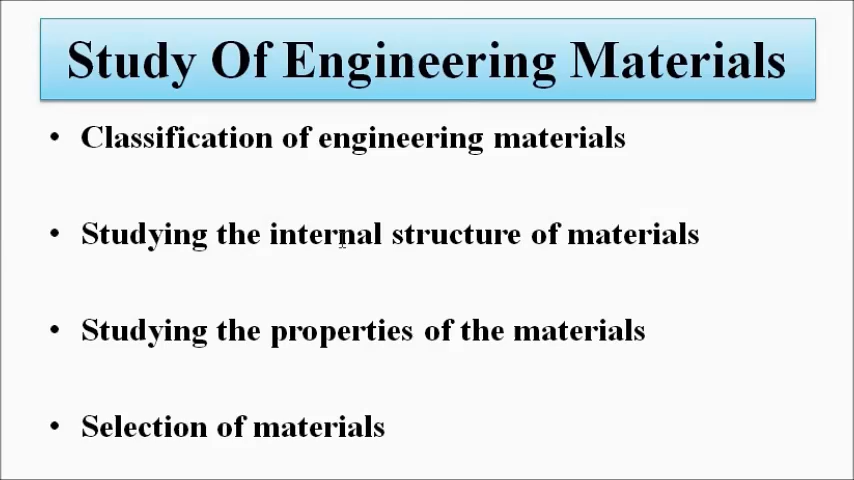 Study Of Engineering Materials
• Classification of engineering materials
• Studying the internal structure of materials
• Studying the properties of the materials
• Selection of materials